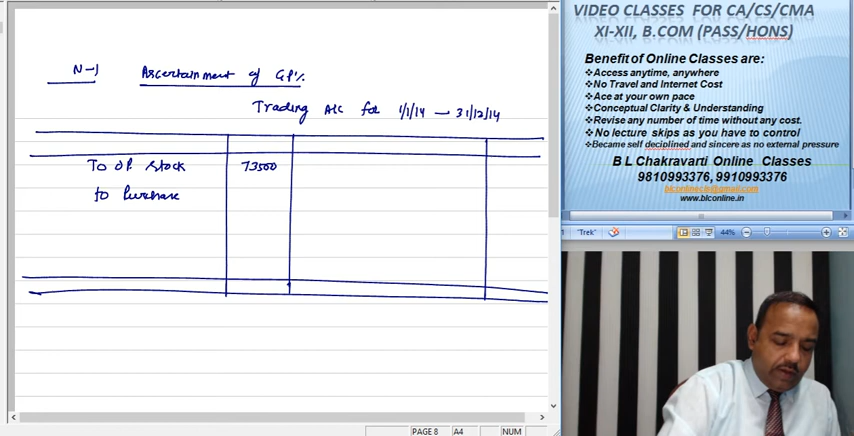 N-1 Ascertainment of GP%
Trading A/c for 1/1/14 — 31/12/14
To OP Stock 73500
to Purchase
PAGE 8 A4 NUM
VIDEO CLASSES FOR CA/CS/CMA
XI-XII, B.COM (PASS/HONS)
Benefit of Online Classes are:
❖Access anytime, anywhere
❖No Travel and Internet Cost
❖Ace at your own pace
❖Conceptual Clarity & Understanding
❖Revise any number of time without any cost.
❖No lecture skips as you have to control
❖Became self deciplined and sincere as no external pressure
B L Chakravarti Online Classes
9810993376, 9910993376
www.blconline.in
"Trek" 44%